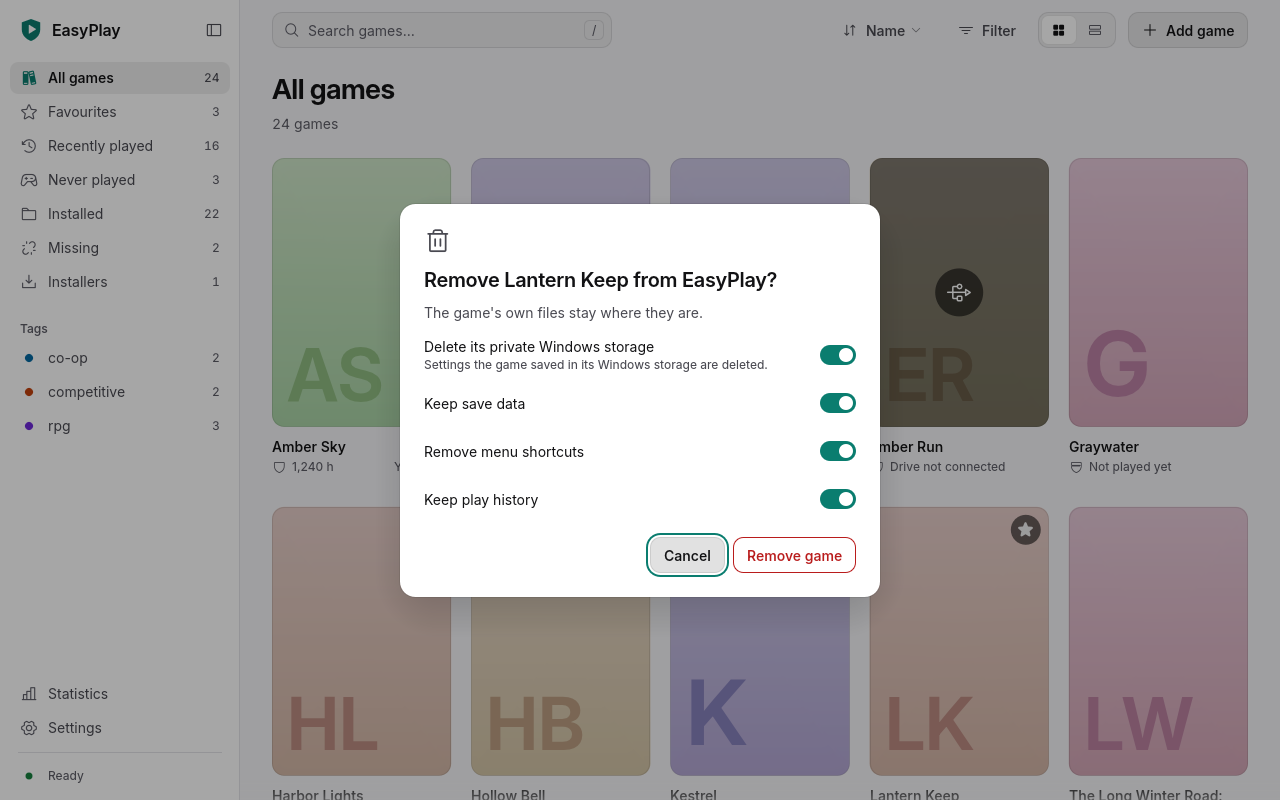 EasyPlay
Search games...
/
Name
Filter
Add game
All games 24
Favourites 3
Recently played 16
Never played 3
Installed 22
Missing 2
Installers 1
Tags
co-op 2
competitive 2
rpg 3
Statistics
Settings
Ready
All games
24 games
AS
ER
G
Amber Sky
1,240 h
mber Run
Drive not connected
Graywater
Not played yet
Remove Lantern Keep from EasyPlay?
The game's own files stay where they are.
Delete its private Windows storage
Settings the game saved in its Windows storage are deleted.
Keep save data
Remove menu shortcuts
Keep play history
Cancel
Remove game
HL
HB
K
LK
LW
Harbor Lights
Hollow Bell
Kestrel
Lantern Keep
The Long Winter Road: